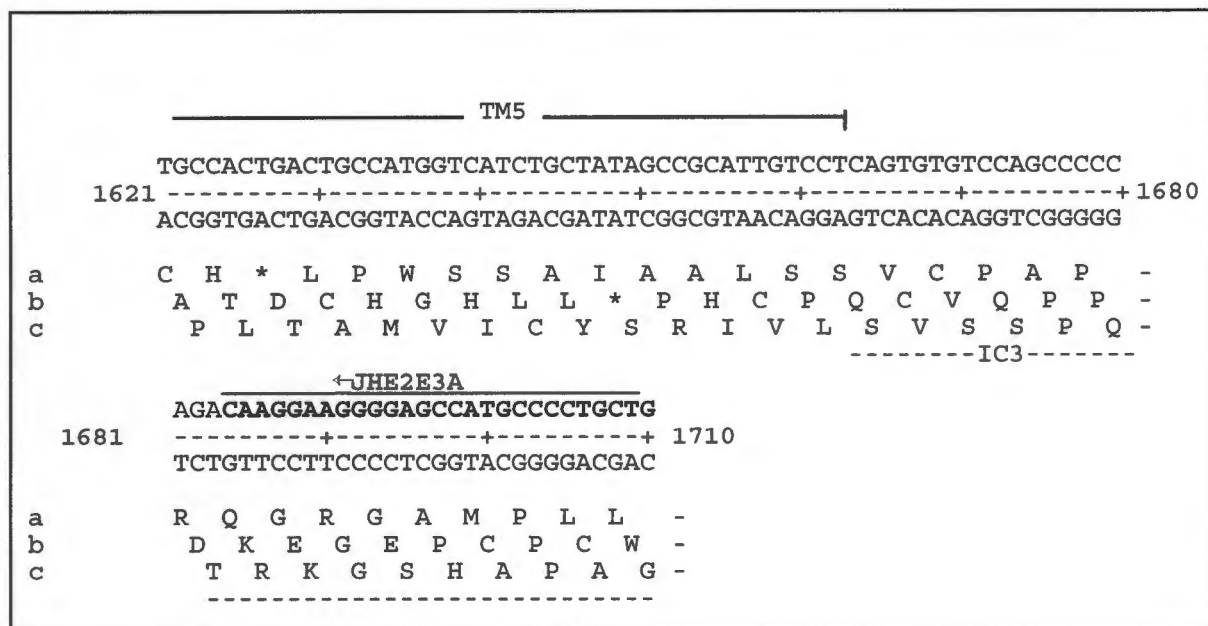 TM5
TGCCACTGACTGCCATGGTCATCTGCTATAGCCGCATTGTCCTCAGTGTGTCCAGCCCCC
1621 ---------+---------+---------+---------+---------+---------+ 1680
ACGGTGACTGACGGTACCAGTAGACGATATCGGCGTAACAGGAGTCACACAGGTCGGGGG
a C H * L P W S S A I A A L S S V C P A P -
b A T D C H G H L L * P H C P Q C V Q P P -
c P L T A M V I C Y S R I V L S V S S P Q -
--------IC3-------
JHE2E3A
AGACAAGGAAGGGGAGCCATGCCCCTGCTG
1681 ---------+---------+---------+ 1710
TCTGTTCCTTCCCCTCGGTACGGGGACGAC
a R Q G R G A M P L L -
b D K E G E P C P C W -
c T R K G S H A P A G -
----------------------------